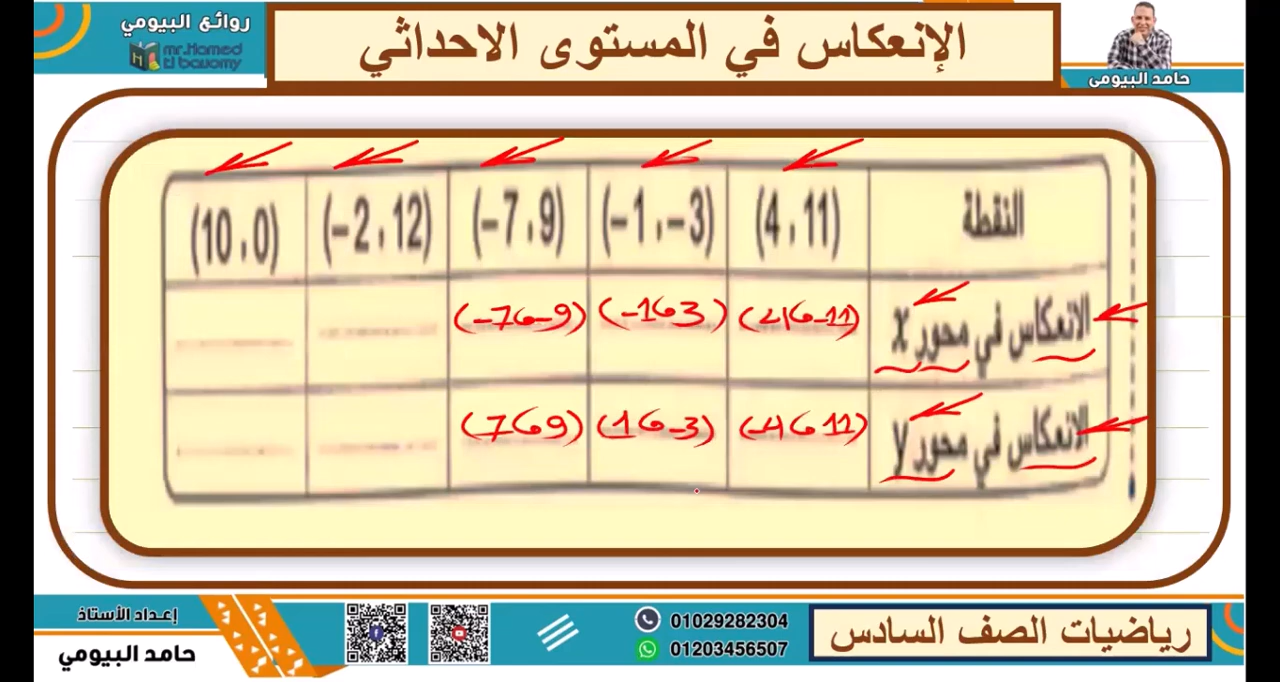 روائع البيومي
mr.Hamed
El bauomy
الإنعكاس في المستوى الاحداثي
حامد البيومى
النقطة (4 ، 11) (−1 ، −3) (−7 ، 9) (−2 ، 12) (10 ، 0)
الانعكاس في محور x (4 ، -11) (-1 ، 3) (-7 ، -9)
الانعكاس في محور y (-4 ، 11) (1 ، -3) (7 ، 9)
رياضيات الصف السادس
01029282304
01203456507
إعداد الأستاذ
حامد البيومي